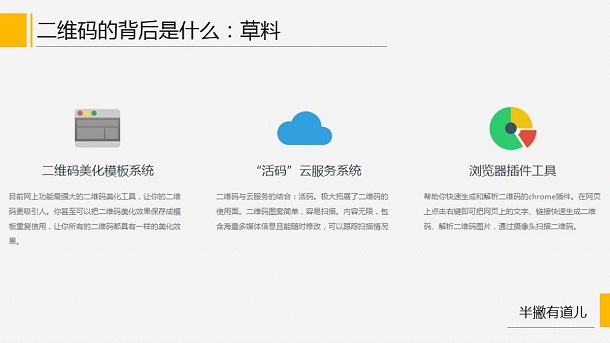 二维码的背后是什么：草料
二维码美化模板系统
目前网上功能最强大的二维码美化工具，让你的二维
码更吸引人。你甚至可以把二维码美化效果保存成模
板重复使用，让你所有的二维码都具有一样的美化效
果。
“活码”云服务系统
二维码与云服务的结合：活码。极大拓展了二维码的
使用面。二维码图案简单，容易扫描。内容无限，包
含海量多媒体信息且能随时修改，可以跟踪扫描情况
浏览器插件工具
帮助你快速生成和解析二维码的chrome插件。在网页
上点击右键即可把网页上的文字、链接快速生成二维
码、解析二维码图片，通过摄像头扫描二维码。
半撇有道儿